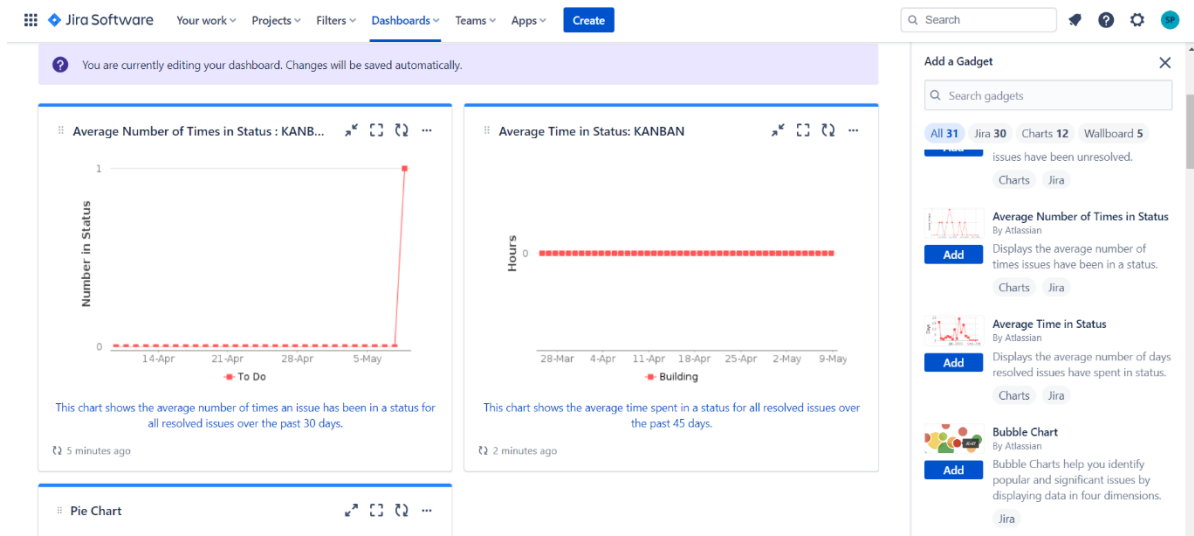 Jira Software Your work Projects Filters Dashboards Teams Apps Create Search SP
You are currently editing your dashboard. Changes will be saved automatically.
Average Number of Times in Status : KANB...
1
Number in Status
0
14-Apr 21-Apr 28-Apr 5-May
To Do
This chart shows the average number of times an issue has been in a status for
all resolved issues over the past 30 days.
5 minutes ago
Average Time in Status: KANBAN
Hours
0
28-Mar 4-Apr 11-Apr 18-Apr 25-Apr 2-May 9-May
Building
This chart shows the average time spent in a status for all resolved issues over
the past 45 days.
2 minutes ago
Pie Chart
Add a Gadget
Search gadgets
All 31 Jira 30 Charts 12 Wallboard 5
issues have been unresolved.
Charts Jira
Average Number of Times in Status
By Atlassian
Add
Displays the average number of
times issues have been in a status.
Charts Jira
Average Time in Status
By Atlassian
Add
Displays the average number of days
resolved issues have spent in status.
Charts Jira
Bubble Chart
By Atlassian
Add
Bubble Charts help you identify
popular and significant issues by
displaying data in four dimensions.
Jira